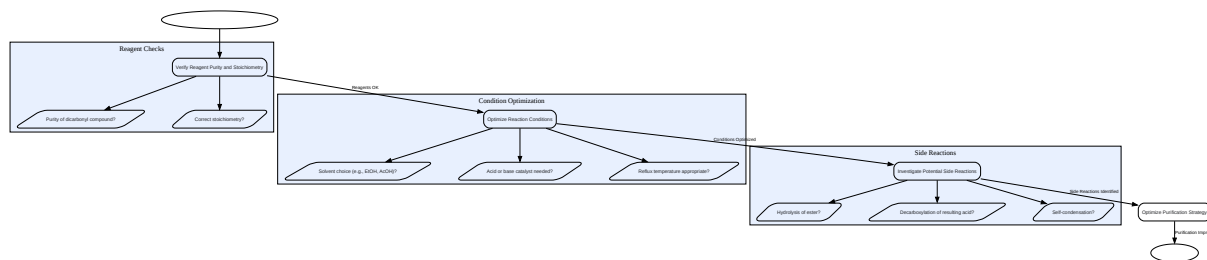 Reagent Checks
Verify Reagent Purity and Stoichiometry
Purity of dicarbonyl compound?
Correct stoichiometry?
Reagents OK
Condition Optimization
Optimize Reaction Conditions
Solvent choice (e.g., EtOH, AcOH)?
Acid or base catalyst needed?
Reflux temperature appropriate?
Conditions Optimized
Side Reactions
Investigate Potential Side Reactions
Hydrolysis of ester?
Decarboxylation of resulting acid?
Self-condensation?
Side Reactions Identified
Optimize Purification Strategy
Purification Impr